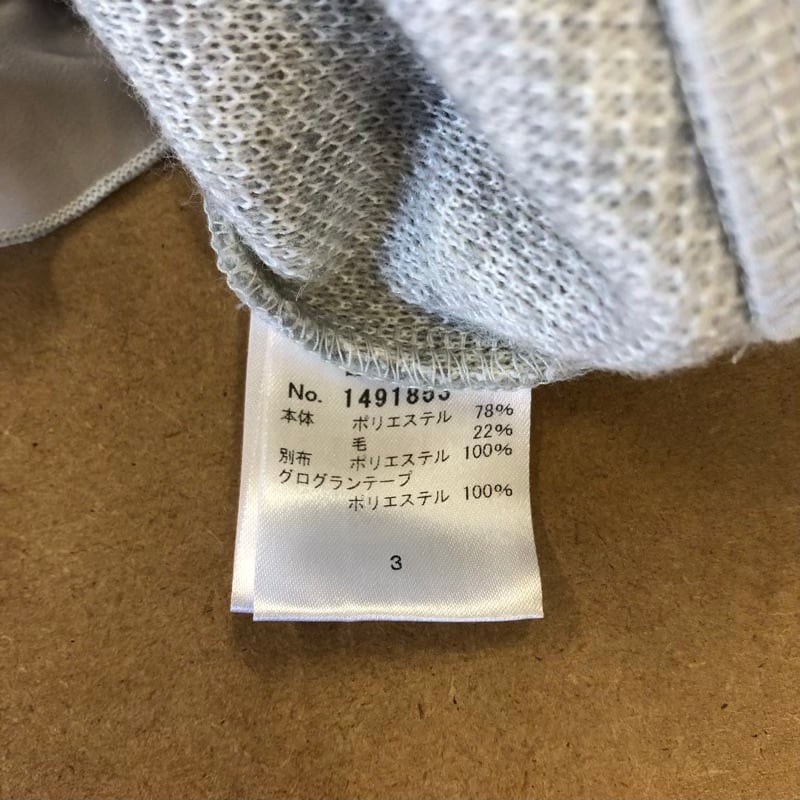 No. 1491853
本体 ポリエステル 78%
毛 22%
別布 ポリエステル 100%
グログランテープ
ポリエステル 100%
3